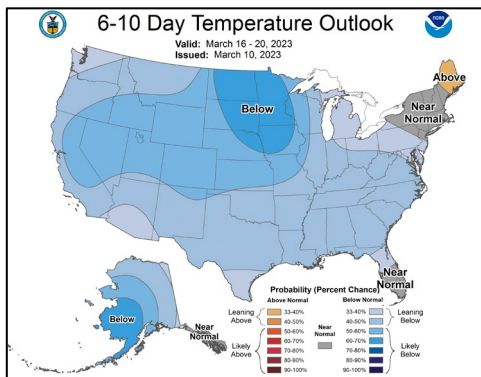 6-10 Day Temperature Outlook
Valid: March 16 - 20, 2023
Issued: March 10, 2023
NOAA
Above
Near
Normal
Below
Near
Normal
Below
Near
Normal
Probability (Percent Chance)
Above Normal
Below Normal
Leaning
Above
33-40%
40-50%
Likely
Above
50-60%
60-70%
70-80%
80-90%
90-100%
Near
Normal
33-40%
40-50%
Leaning
Below
50-60%
60-70%
70-80%
80-90%
90-100%
Likely
Below